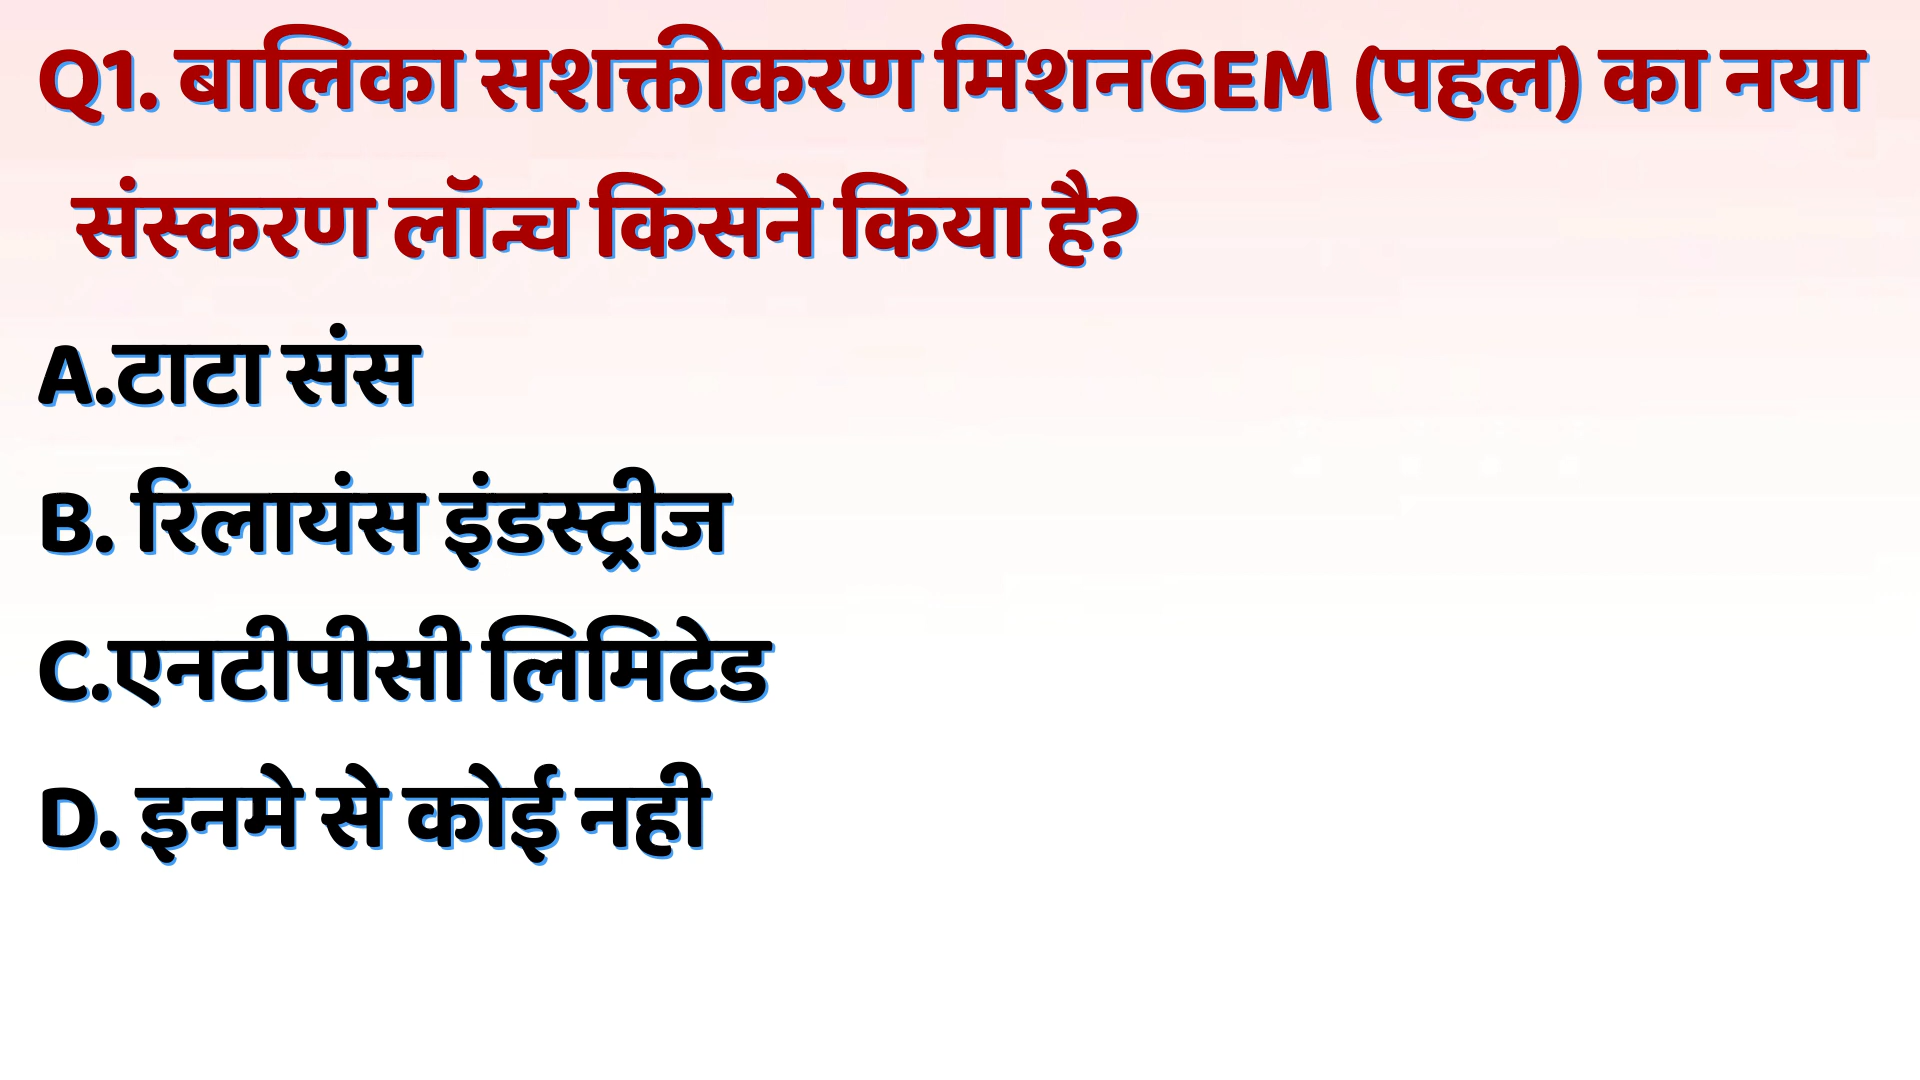 Q1. बालिका सशक्तीकरण मिशनGEM (पहल) का नया
संस्करण लॉन्च किसने किया है?
A.टाटा संस
B. रिलायंस इंडस्ट्रीज
C.एनटीपीसी लिमिटेड
D. इनमे से कोई नही